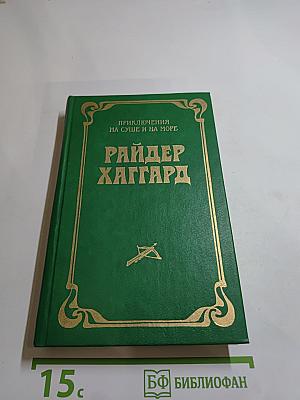 ПРИКЛЮЧЕНИЯ
НА СУШЕ И НА МОРЕ
РАЙДЕР
ХАГГАРД
15с
БФ БИБЛИОФАН